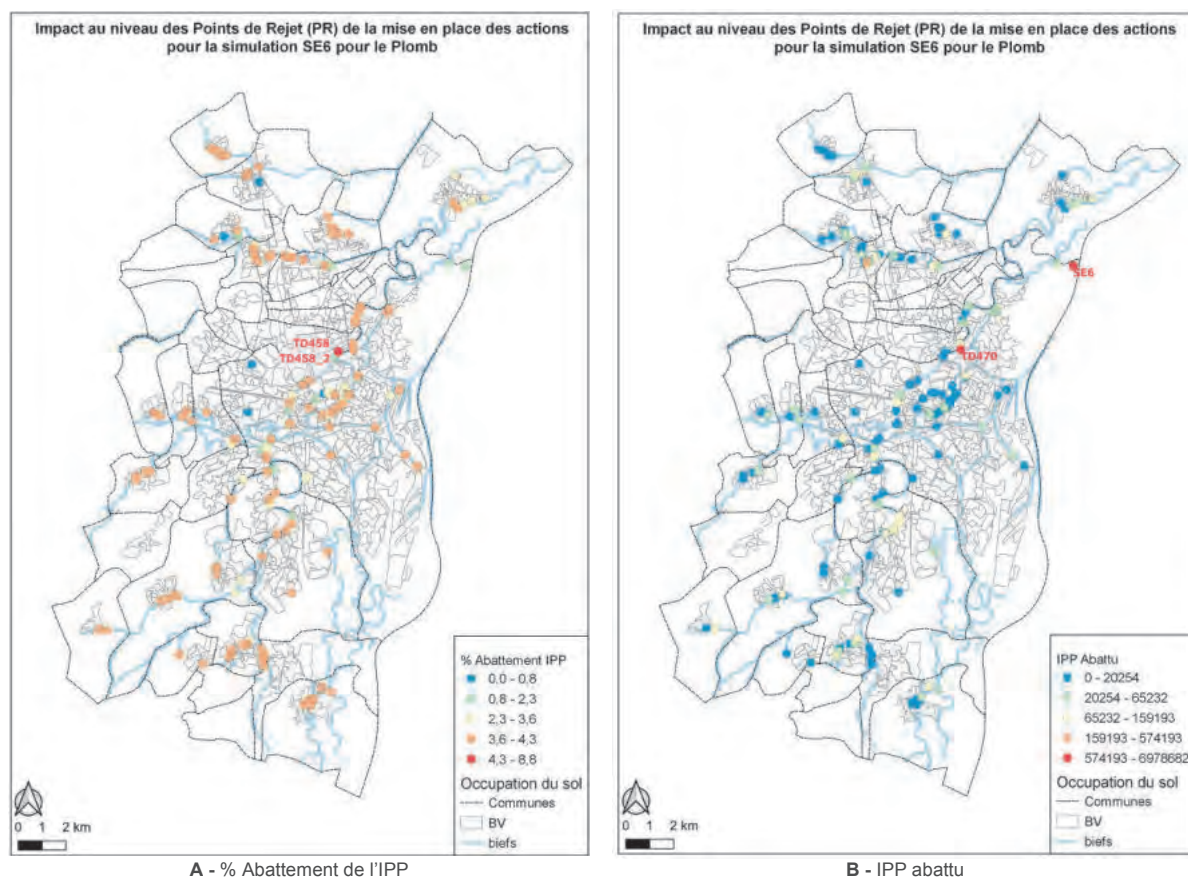 Impact au niveau des Points de Rejet (PR) de la mise en place des actions
pour la simulation SE6 pour le Plomb
TD458
TD458_2
% Abattement IPP
0,0 - 0,8
0,8 - 2,3
2,3 - 3,6
3,6 - 4,3
4,3 - 8,8
Occupation du sol
Communes
BV
biefs
0 1 2 km
A - % Abattement de l'IPP
Impact au niveau des Points de Rejet (PR) de la mise en place des actions
pour la simulation SE6 pour le Plomb
SE6
TD470
IPP Abattu
0 - 20254
20254 - 65232
65232 - 159193
159193 - 574193
574193 - 6978682
Occupation du sol
Communes
BV
biefs
0 1 2 km
B - IPP abattu